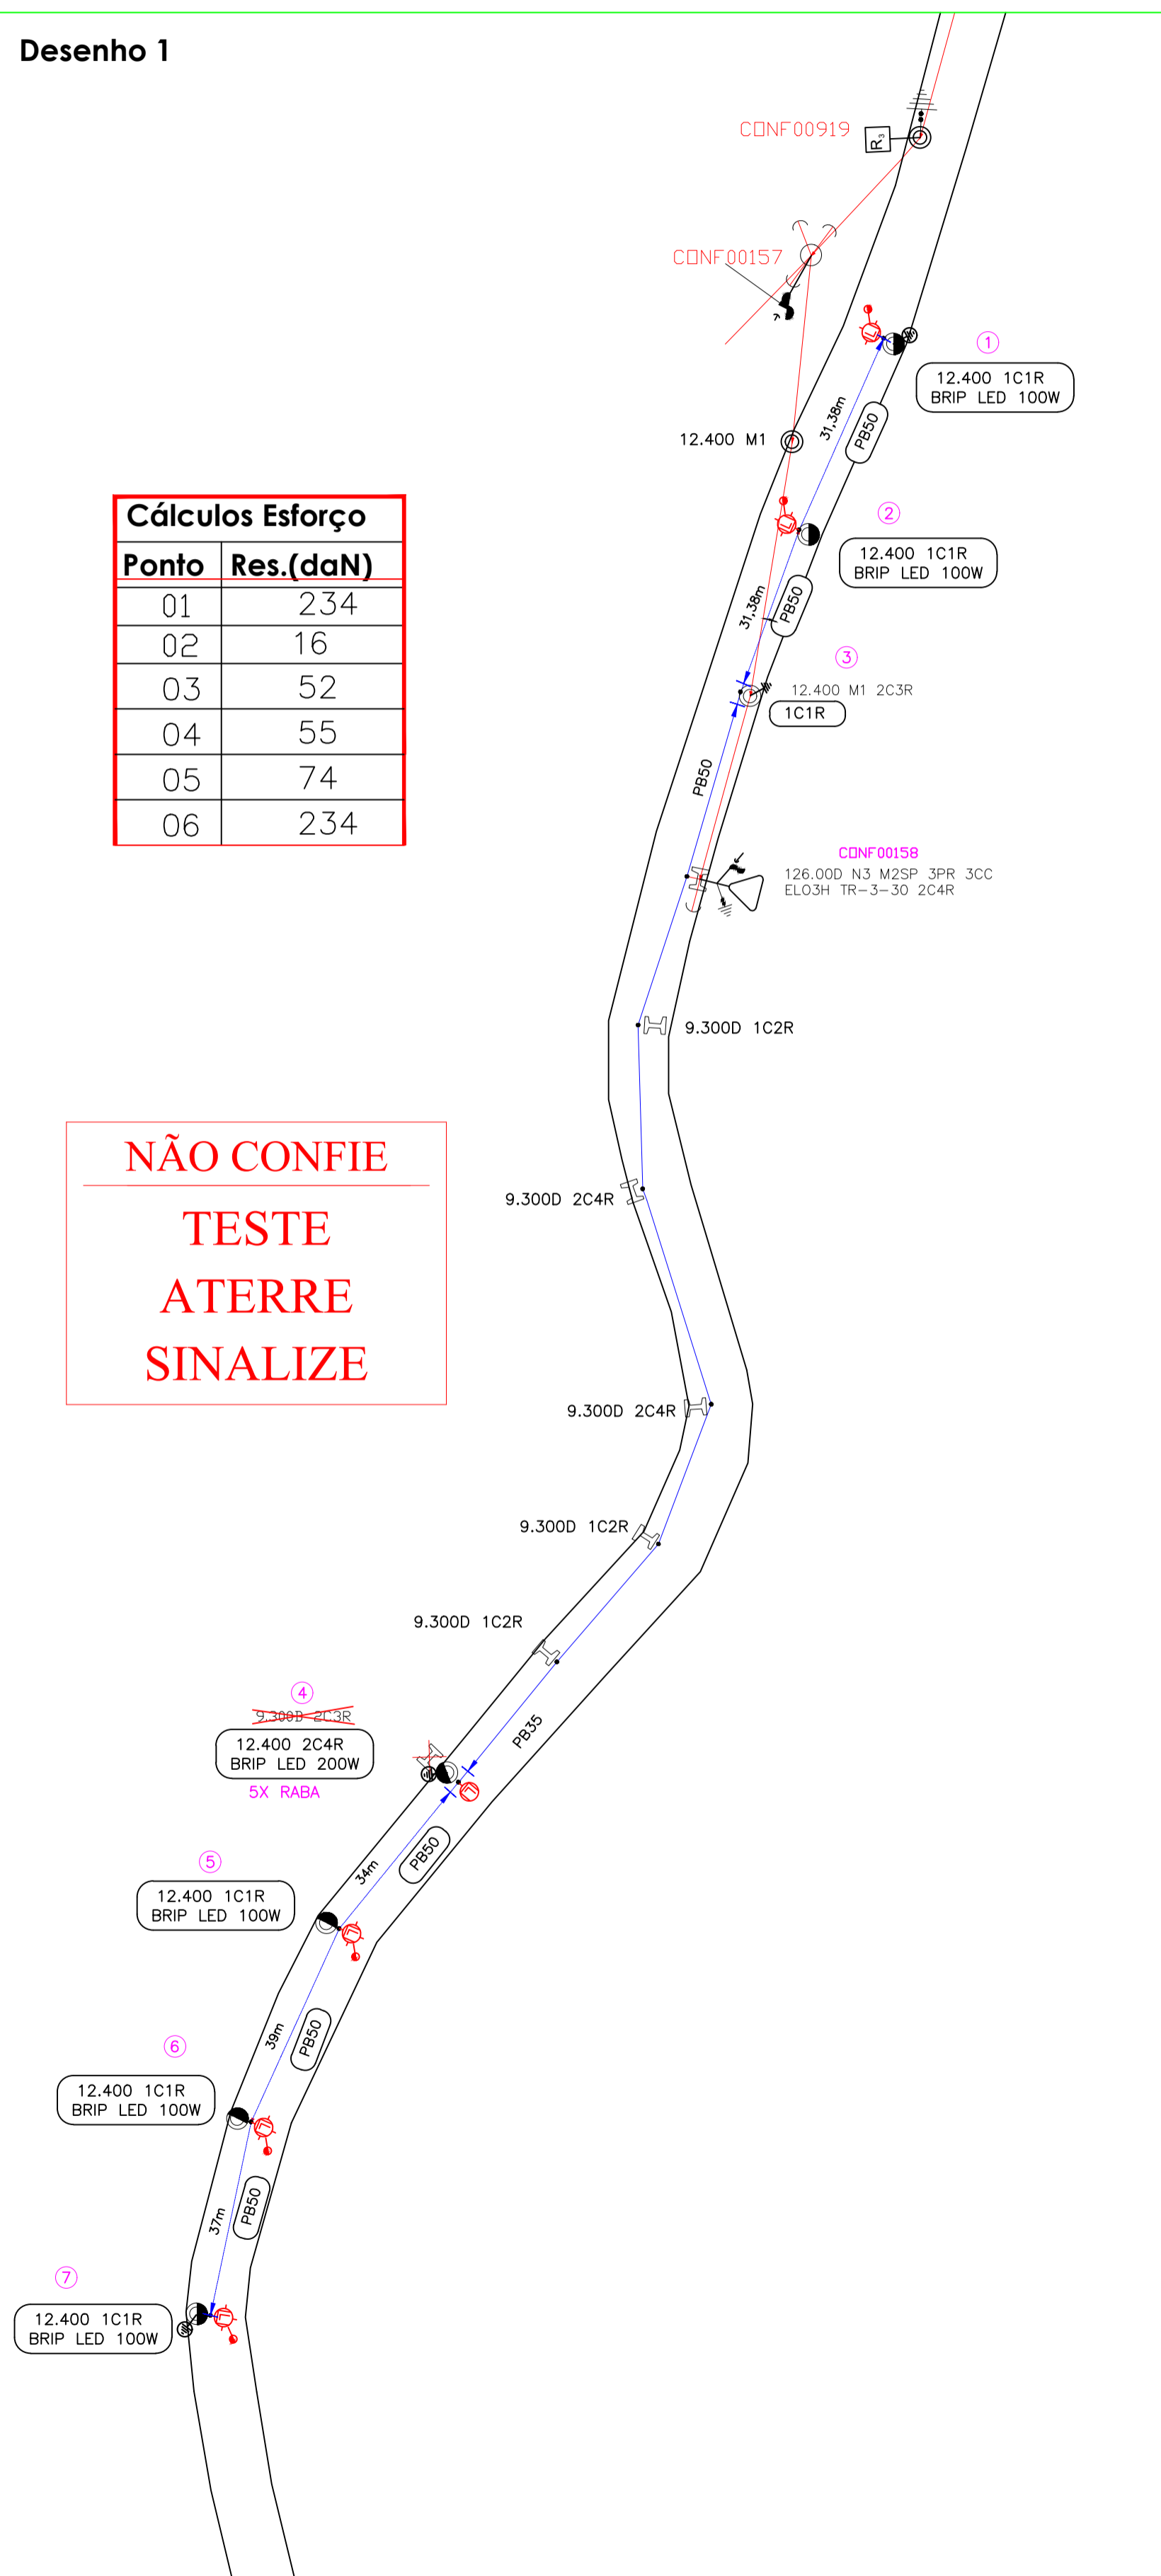 Desenho 1
CONF00919
R3
CONF00157
1
12.400 1C1R
BRIP LED 100W
31,38m
PB50
12.400 M1
2
12.400 1C1R
BRIP LED 100W
Cálculos Esforço
Ponto Res.(daN)
01 234
02 16
03 52
04 55
05 74
06 234
31,38m
PB50
3
12.400 M1 2C3R
1C1R
PB50
CONF00158
126.00D N3 M2SP 3PR 3CC
EL03H TR-3-30 2C4R
9.300D 1C2R
NÃO CONFIE
TESTE
ATERRE
SINALIZE
9.300D 2C4R
9.300D 2C4R
9.300D 1C2R
9.300D 1C2R
4
9.300D 2C3R
12.400 2C4R
BRIP LED 200W
5X RABA
PB35
5
12.400 1C1R
BRIP LED 100W
34m
PB50
6
12.400 1C1R
BRIP LED 100W
39m
PB50
7
12.400 1C1R
BRIP LED 100W
37m
PB50